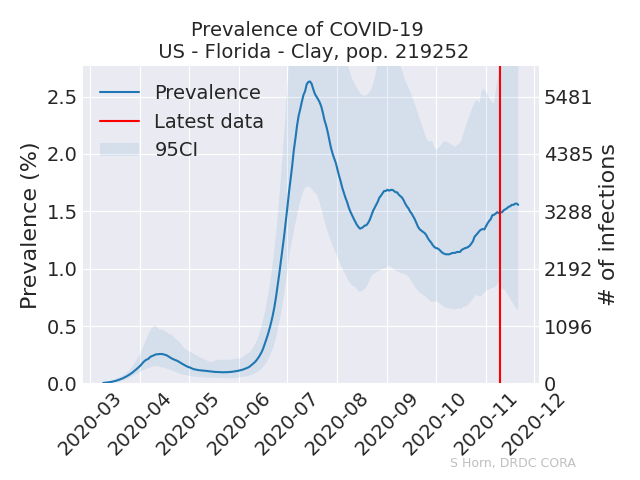 Prevalence of COVID-19
US - Florida - Clay, pop. 219252
Prevalence
Latest data
95CI
Prevalence (%)
2.5
2.0
1.5
1.0
0.5
0.0
5481
4385
3288
2192
1096
0
# of infections
2020-03
2020-04
2020-05
2020-06
2020-07
2020-08
2020-09
2020-10
2020-11
2020-12
S Horn, DRDC CORA